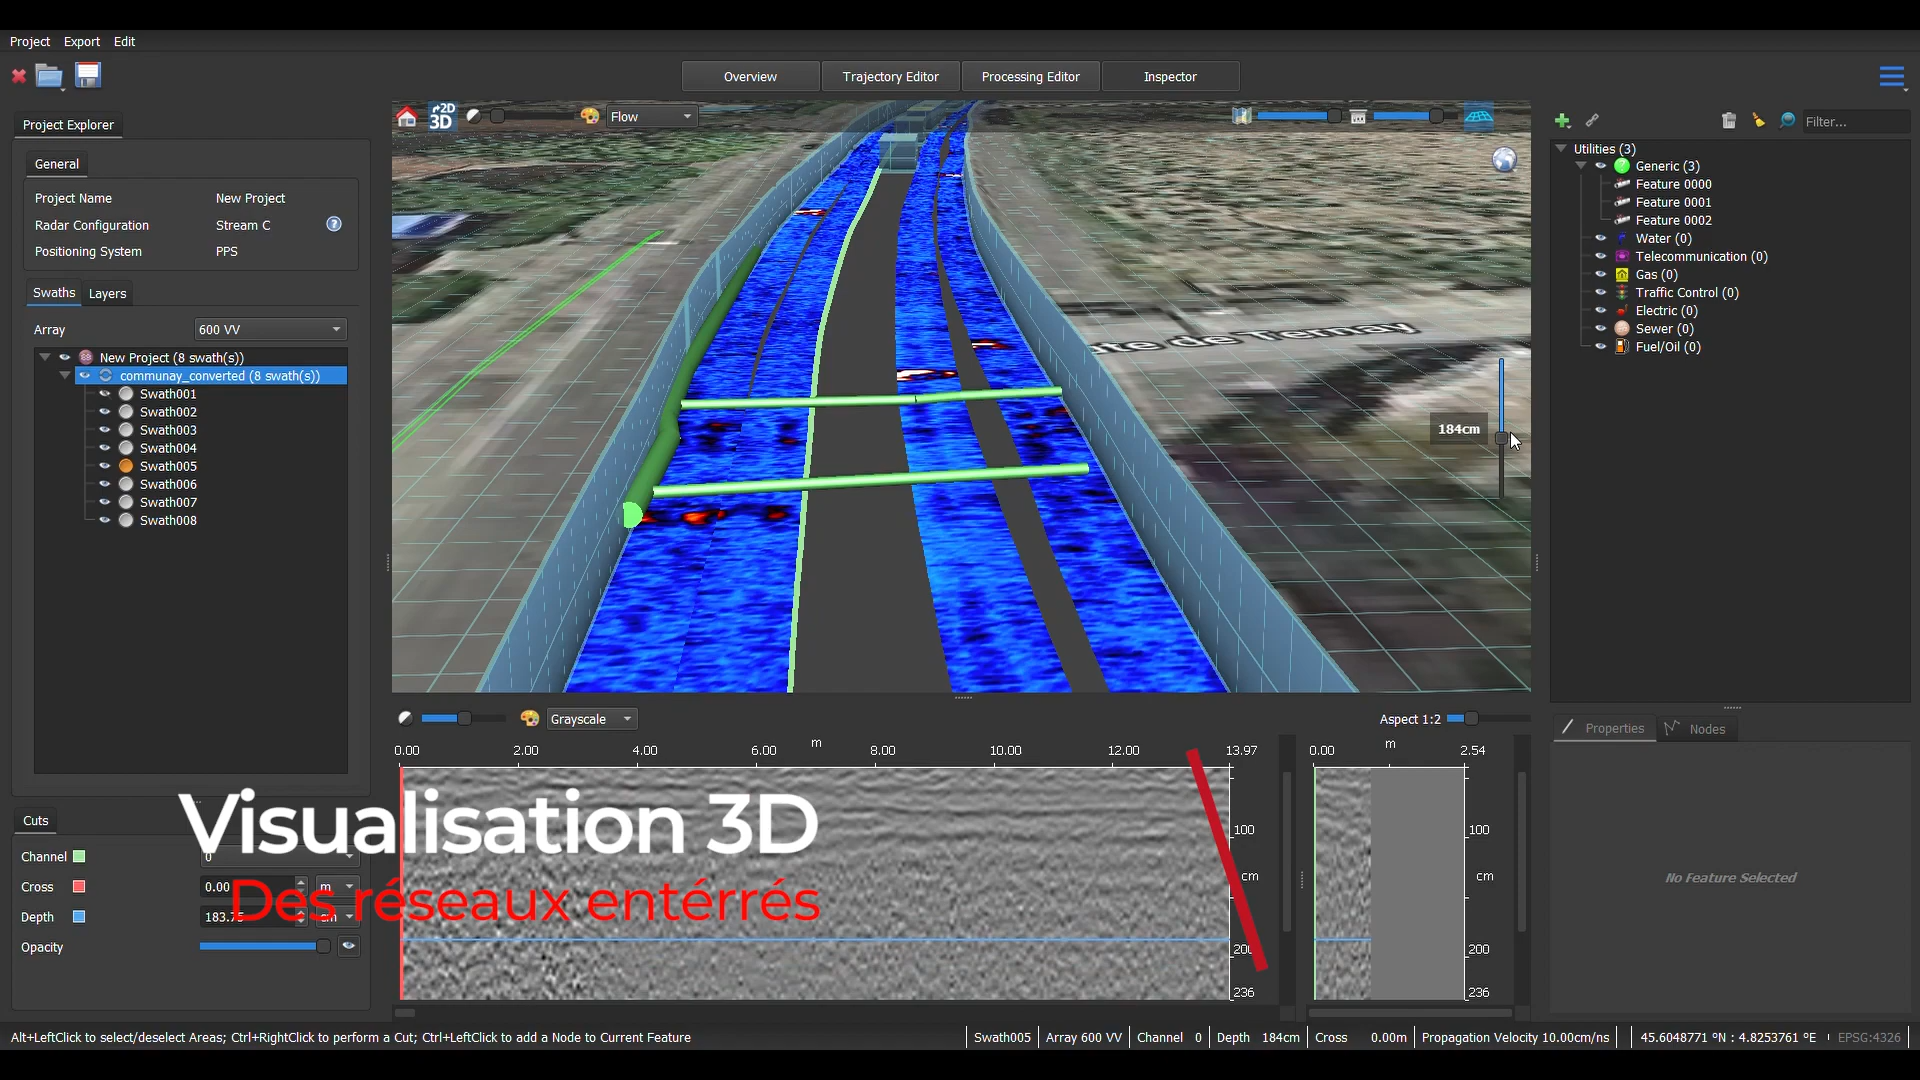 Project Export Edit
Overview Trajectory Editor Processing Editor Inspector
Project Explorer
General
Project Name New Project
Radar Configuration Stream C
Positioning System PPS
Swaths Layers
Array 600 VV
New Project (8 swath(s))
communay_converted (8 swath(s))
Swath001
Swath002
Swath003
Swath004
Swath005
Swath006
Swath007
Swath008
Cuts
Channel 0
Cross 0.00 m
Depth 183.75 cm
Opacity
2D
3D
Flow
184cm
Grayscale
Aspect 1:2
0.00 2.00 4.00 6.00 m 8.00 10.00 12.00 13.97
100
cm
200
236
0.00 m 2.54
100
cm
200
236
Visualisation 3D
Des réseaux entérrés
Filter...
Utilities (3)
Generic (3)
Feature 0000
Feature 0001
Feature 0002
Water (0)
Telecommunication (0)
Gas (0)
Traffic Control (0)
Electric (0)
Sewer (0)
Fuel/Oil (0)
Properties Nodes
No Feature Selected
Alt+LeftClick to select/deselect Areas; Ctrl+RightClick to perform a Cut; Ctrl+LeftClick to add a Node to Current Feature
Swath005 Array 600 VV Channel 0 Depth 184cm Cross 0.00m Propagation Velocity 10.00cm/ns 45.6048771 ºN : 4.8253761 ºE EPSG:4326
de Ternay